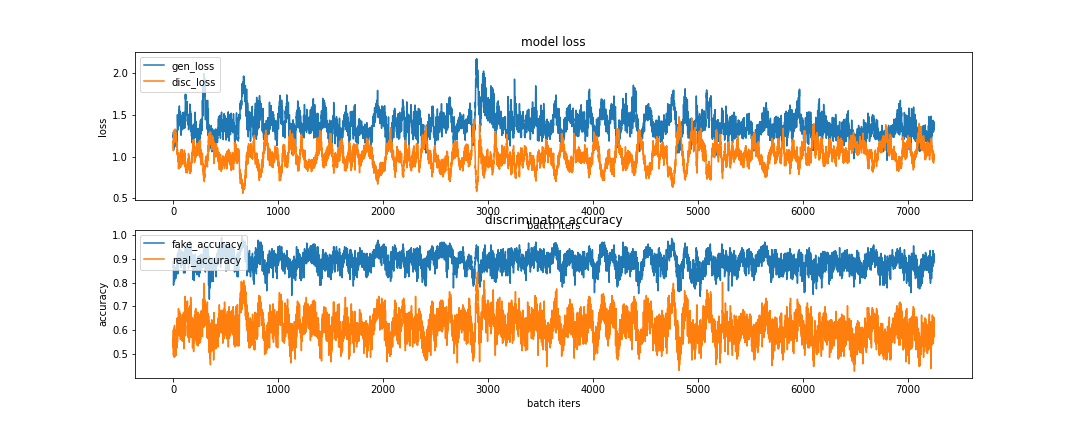 model loss
gen_loss
disc_loss
loss
2.0
1.5
1.0
0.5
0 1000 2000 3000 4000 5000 6000 7000
batch iters
discriminator accuracy
fake_accuracy
real_accuracy
accuracy
1.0
0.9
0.8
0.7
0.6
0.5
0 1000 2000 3000 4000 5000 6000 7000
batch iters